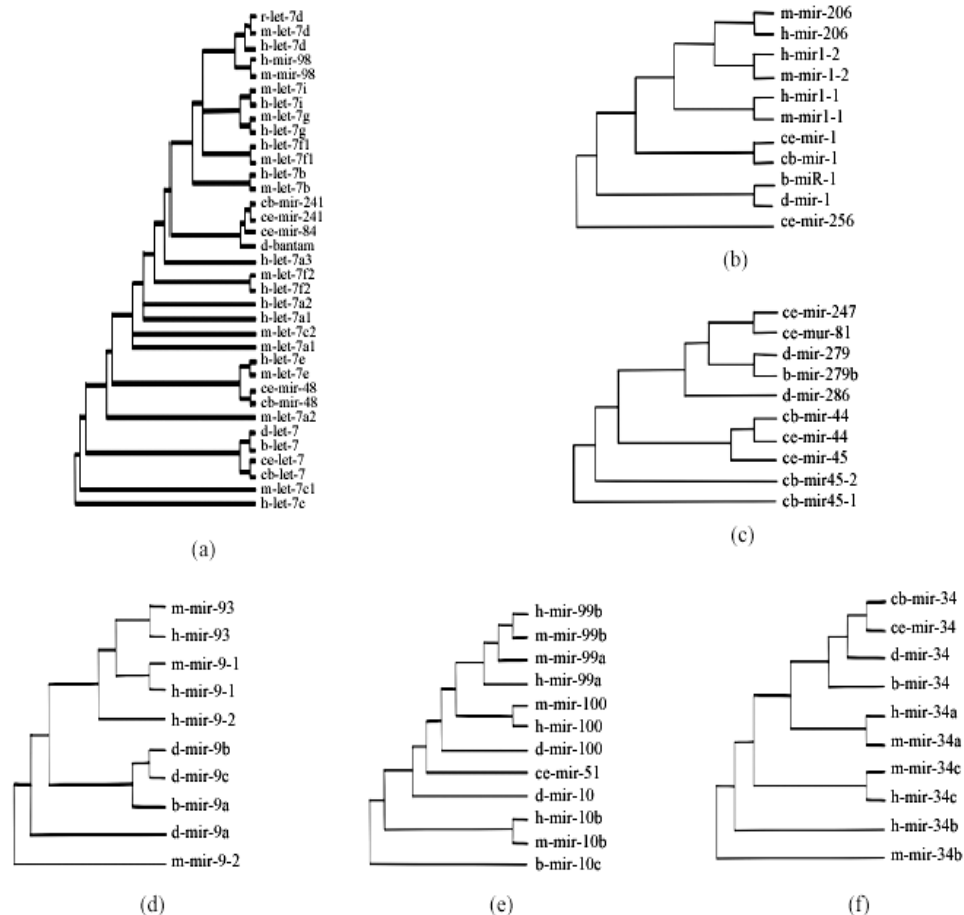 r-let-7d
m-let-7d
h-let-7d
h-mir-98
m-mir-98
m-let-7i
h-let-7i
m-let-7g
h-let-7g
h-let-7f1
m-let-7f1
h-let-7b
m-let-7b
cb-mir-241
ce-mir-241
ce-mir-84
d-bantam
h-let-7a3
m-let-7f2
h-let-7f2
h-let-7a2
h-let-7a1
m-let-7c2
m-let-7a1
h-let-7e
m-let-7e
ce-mir-48
cb-mir-48
m-let-7a2
d-let-7
b-let-7
ce-let-7
cb-let-7
m-let-7c1
h-let-7c
(a)
m-mir-206
h-mir-206
h-mir1-2
m-mir-1-2
h-mir1-1
m-mir1-1
ce-mir-1
cb-mir-1
b-miR-1
d-mir-1
ce-mir-256
(b)
ce-mir-247
ce-mur-81
d-mir-279
b-mir-279b
d-mir-286
cb-mir-44
ce-mir-44
ce-mir-45
cb-mir45-2
cb-mir45-1
(c)
m-mir-93
h-mir-93
m-mir-9-1
h-mir-9-1
h-mir-9-2
d-mir-9b
d-mir-9c
b-mir-9a
d-mir-9a
m-mir-9-2
(d)
h-mir-99b
m-mir-99b
m-mir-99a
h-mir-99a
m-mir-100
h-mir-100
d-mir-100
ce-mir-51
d-mir-10
h-mir-10b
m-mir-10b
b-mir-10c
(e)
cb-mir-34
ce-mir-34
d-mir-34
b-mir-34
h-mir-34a
m-mir-34a
m-mir-34c
h-mir-34c
h-mir-34b
m-mir-34b
(f)